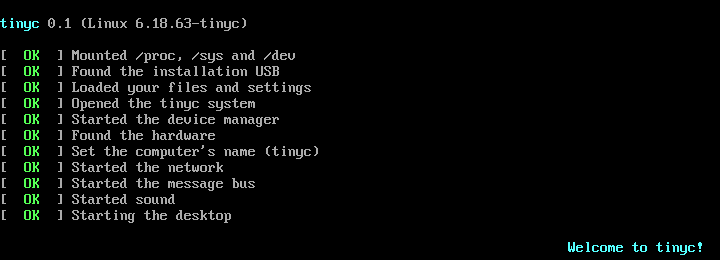 tinyc 0.1 (Linux 6.18.63-tinyc)
[  OK  ] Mounted /proc, /sys and /dev
[  OK  ] Found the installation USB
[  OK  ] Loaded your files and settings
[  OK  ] Opened the tinyc system
[  OK  ] Started the device manager
[  OK  ] Found the hardware
[  OK  ] Set the computer's name (tinyc)
[  OK  ] Started the network
[  OK  ] Started the message bus
[  OK  ] Started sound
[  OK  ] Starting the desktop
Welcome to tinyc!